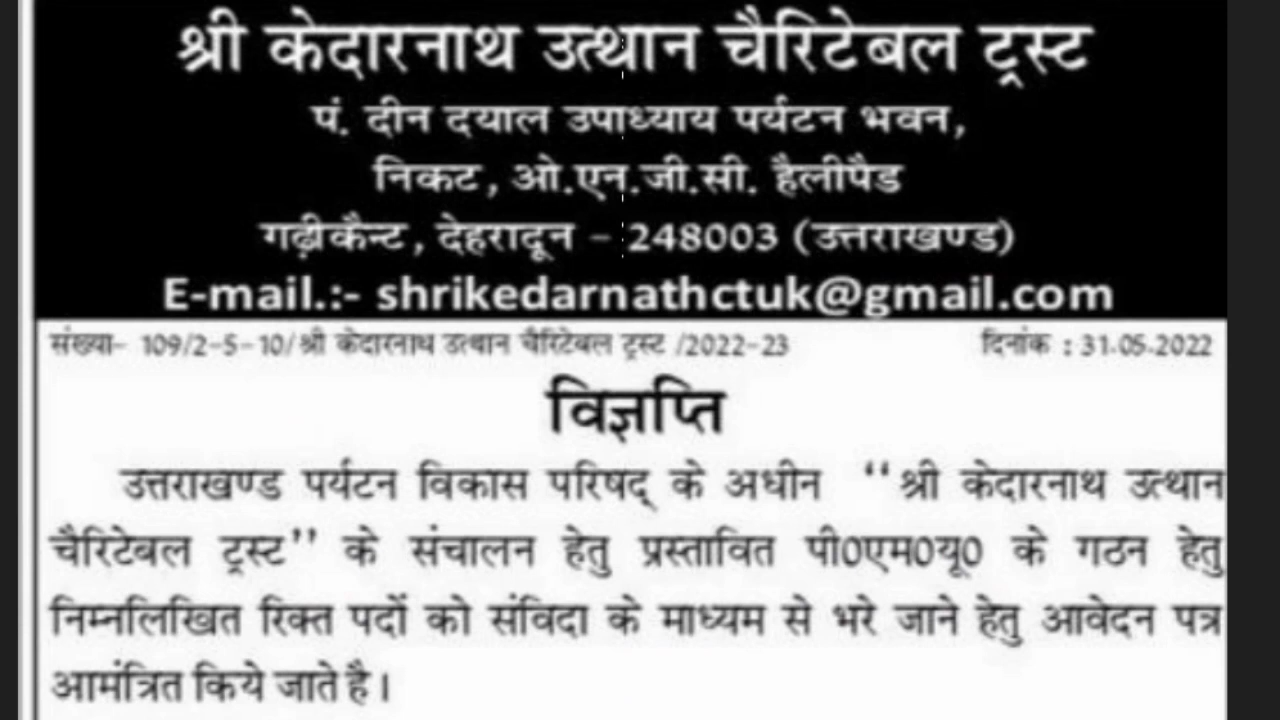 श्री केदारनाथ उत्थान चैरिटेबल ट्रस्ट
पं. दीन दयाल उपाध्याय पर्यटन भवन,
निकट, ओ.एन.जी.सी. हैलीपैड
गढ़ीकैन्ट, देहरादून - 248003 (उत्तराखण्ड)
E-mail.:- shrikedarnathctuk@gmail.com
संख्या- 109/2-5-10/श्री केदारनाथ उत्थान चैरिटेबल ट्रस्ट /2022-23 दिनांक : 31.05.2022
विज्ञप्ति
उत्तराखण्ड पर्यटन विकास परिषद् के अधीन ‘‘श्री केदारनाथ उत्थान
चैरिटेबल ट्रस्ट’’ के संचालन हेतु प्रस्तावित पी0एम0यू0 के गठन हेतु
निम्नलिखित रिक्त पदों को संविदा के माध्यम से भरे जाने हेतु आवेदन पत्र
आमंत्रित किये जाते है।